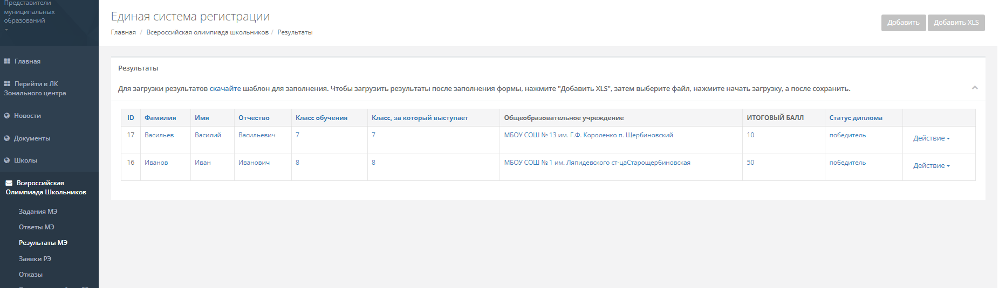 Представители
муниципальных
образований
Единая система регистрации
Главная / Всероссийская олимпиада школьников / Результаты
Добавить Добавить XLS
Главная
Перейти в ЛК
Зонального центра
Новости
Документы
Школы
Всероссийская
Олимпиада Школьников
Задания МЭ
Ответы МЭ
Результаты МЭ
Заявки РЭ
Отказы
Результаты
Для загрузки результатов скачайте шаблон для заполнения. Чтобы загрузить результаты после заполнения формы, нажмите "Добавить XLS", затем выберите файл, нажмите начать загрузку, а после сохранить.
ID Фамилия Имя Отчество Класс обучения Класс, за который выступает Общеобразовательное учреждение ИТОГОВЫЙ БАЛЛ Статус диплома
17 Васильев Василий Васильевич 7 7 МБОУ СОШ № 13 им. Г.Ф. Короленко п. Щербиновский 10 победитель Действие
16 Иванов Иван Иванович 8 8 МБОУ СОШ № 1 им. Ляпидевского ст-цаСтарощербиновская 50 победитель Действие